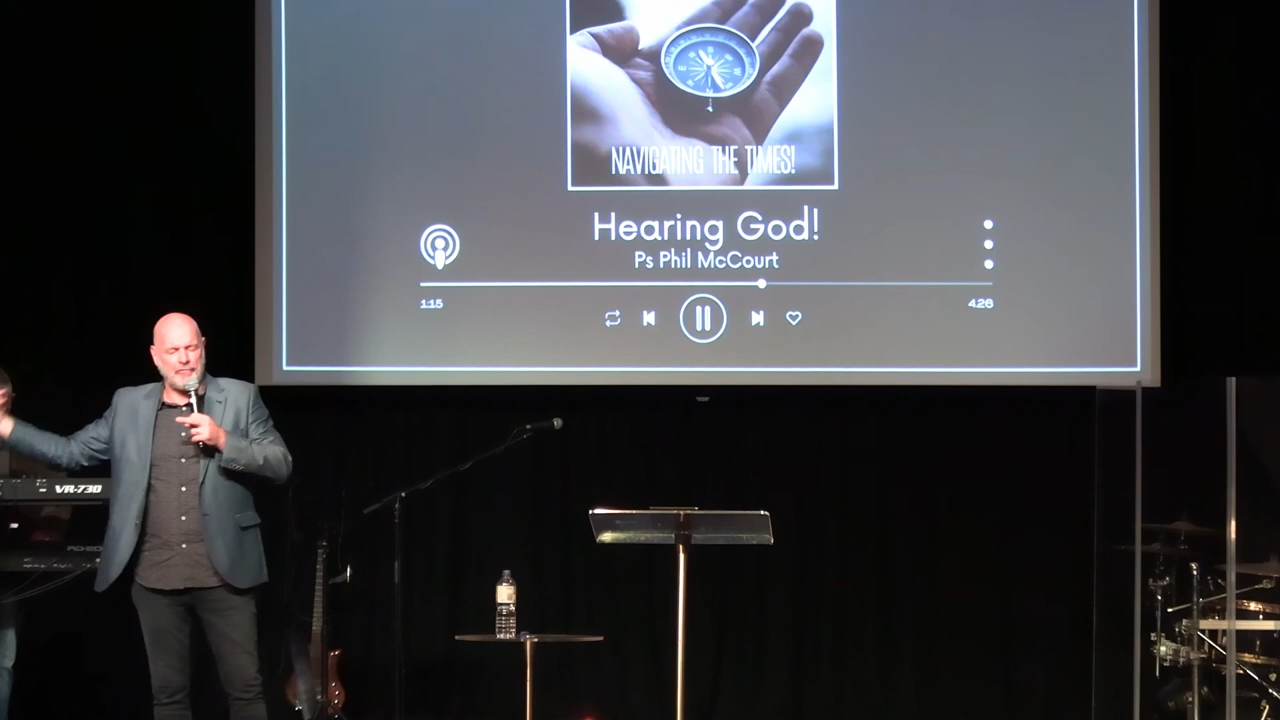 NAVIGATING THE TIMES!
Hearing God!
Ps Phil McCourt
1:15
4:26
VR-730